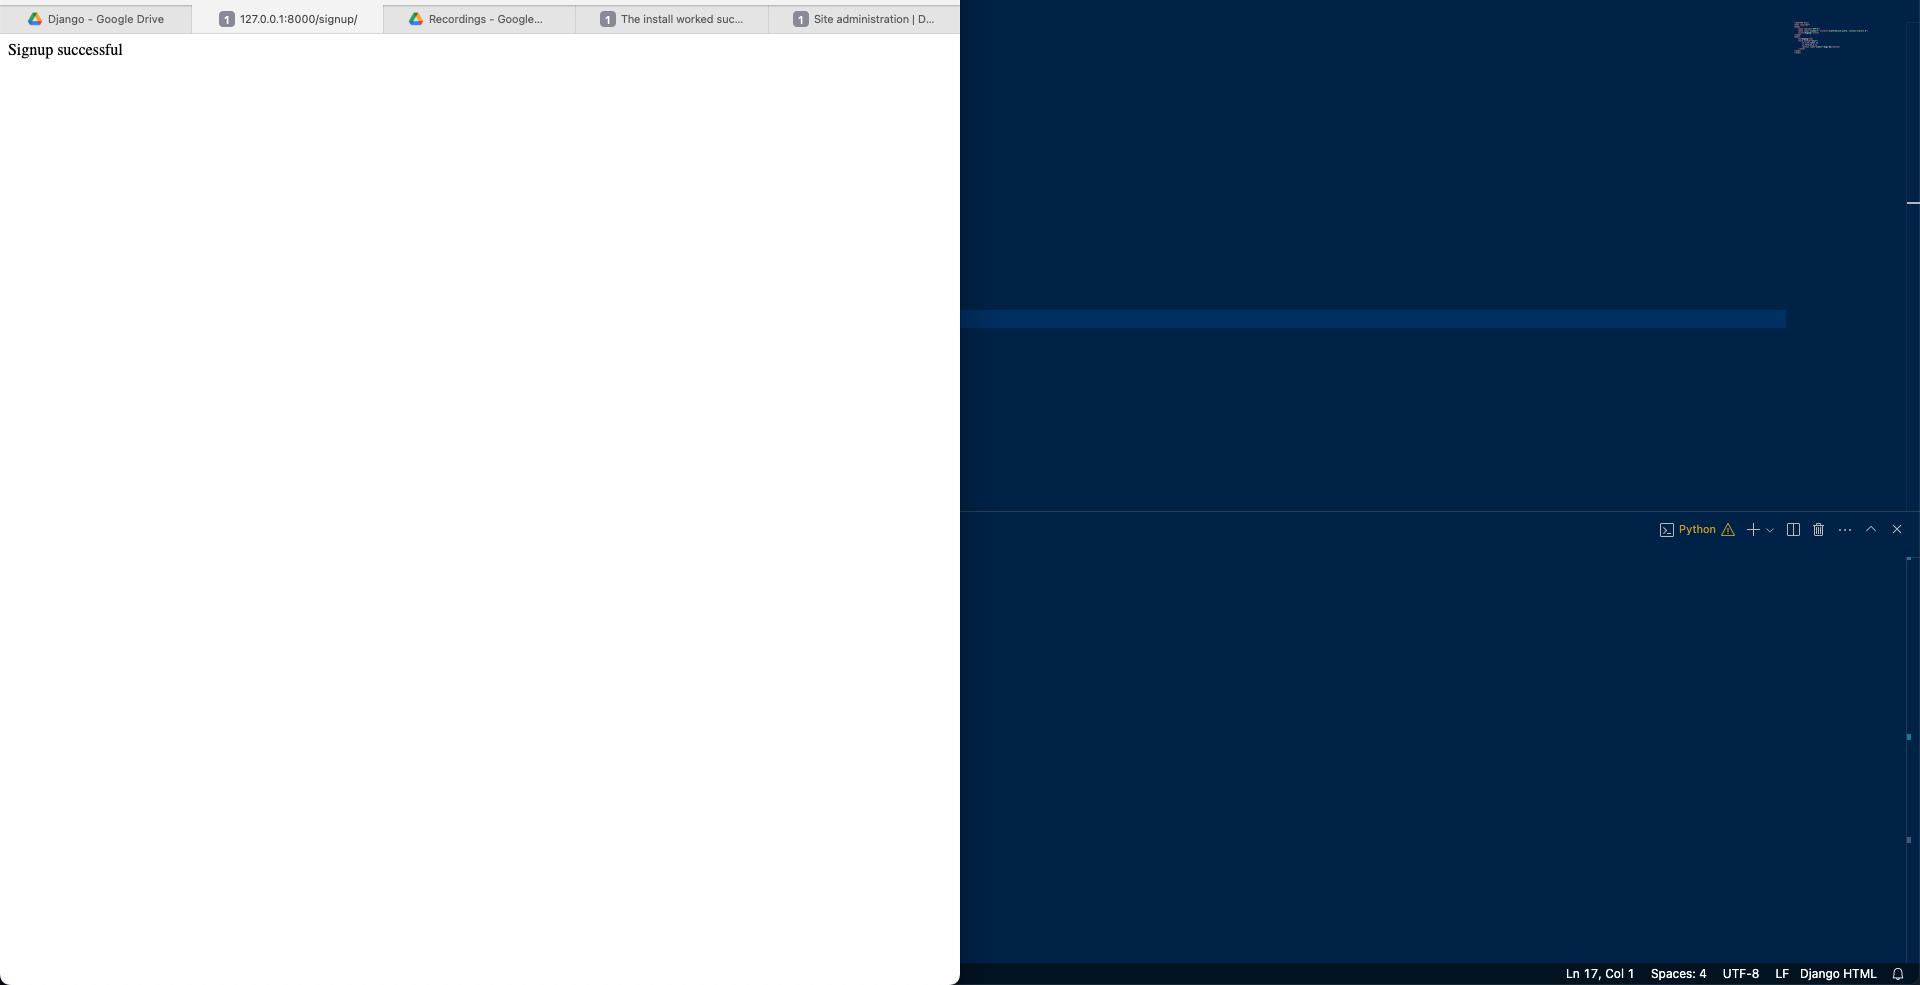 Django - Google Drive
1 127.0.0.1:8000/signup/
Recordings - Google...
1 The install worked suc...
1 Site administration | D...
Signup successful
Python
Ln 17, Col 1 Spaces: 4 UTF-8 LF Django HTML